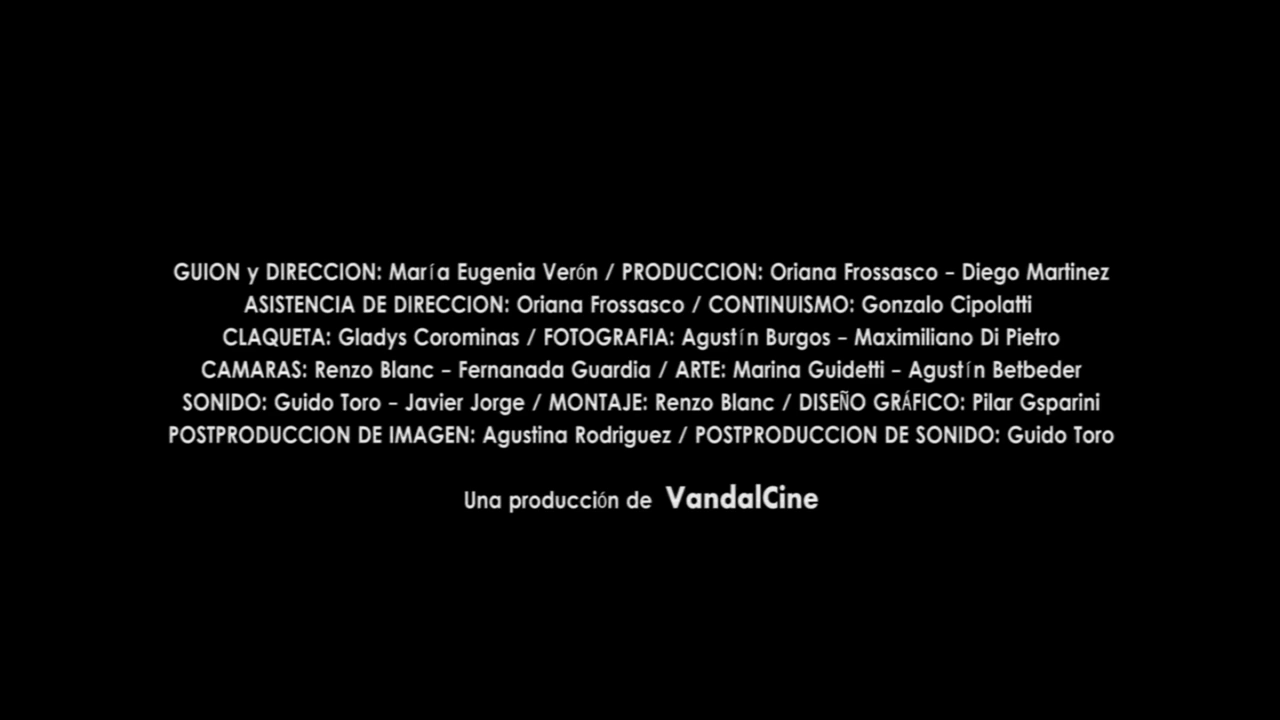 GUION y DIRECCION: María Eugenia Verón / PRODUCCION: Oriana Frossasco - Diego Martinez
ASISTENCIA DE DIRECCION: Oriana Frossasco / CONTINUISMO: Gonzalo Cipolatti
CLAQUETA: Gladys Corominas / FOTOGRAFIA: Agustín Burgos - Maximiliano Di Pietro
CAMARAS: Renzo Blanc - Fernanada Guardia / ARTE: Marina Guidetti - Agustín Betbeder
SONIDO: Guido Toro - Javier Jorge / MONTAJE: Renzo Blanc / DISEÑO GRÁFICO: Pilar Gsparini
POSTPRODUCCION DE IMAGEN: Agustina Rodriguez / POSTPRODUCCION DE SONIDO: Guido Toro
Una producción de VandalCine